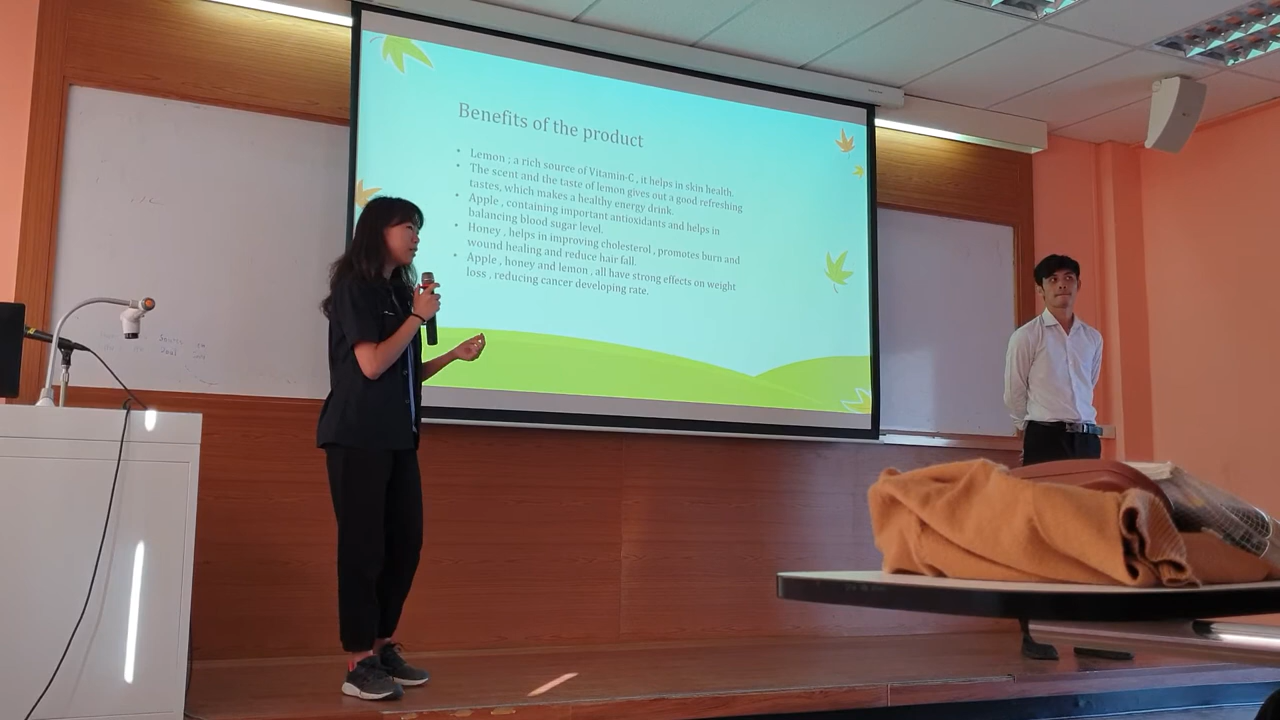 Benefits of the product
• Lemon ; a rich source of Vitamin-C , it helps in skin health.
• The scent and the taste of lemon gives out a good refreshing
tastes, which makes a healthy energy drink.
• Apple , containing important antioxidants and helps in
balancing blood sugar level.
• Honey , helps in improving cholesterol , promotes burn and
wound healing and reduce hair fall.
• Apple , honey and lemon , all have strong effects on weight
loss , reducing cancer developing rate.